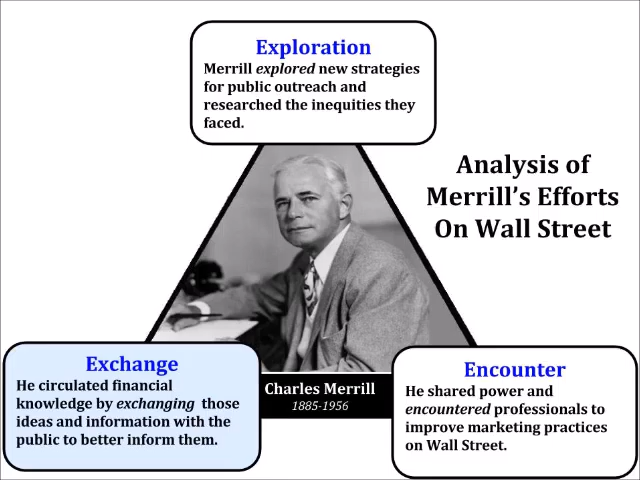 Exploration
Merrill explored new strategies
for public outreach and
researched the inequities they
faced.
Analysis of
Merrill’s Efforts
On Wall Street
Exchange
He circulated financial
knowledge by exchanging those
ideas and information with the
public to better inform them.
Charles Merrill
1885-1956
Encounter
He shared power and
encountered professionals to
improve marketing practices
on Wall Street.